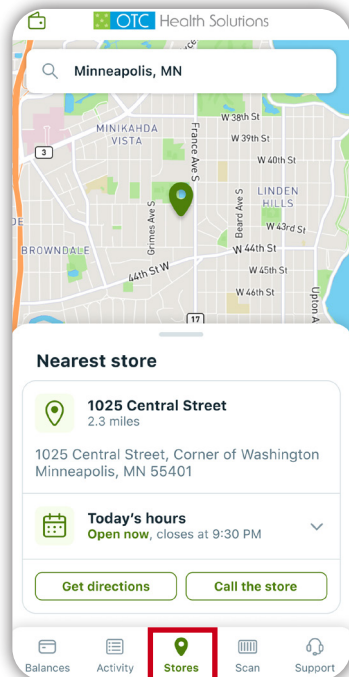 OTC Health Solutions
Minneapolis, MN
W 38th St
MINIKAHDA
VISTA
France Ave S
W 39th St
3
W 40th St
Grimes Ave S
Beard Ave S
LINDEN
HILLS
W 43rd St
BROWNDALE
W 44th St
44th St W
W 45th St
W 46th St
Upton A
17
Nearest store
1025 Central Street
2.3 miles
1025 Central Street, Corner of Washington
Minneapolis, MN 55401
Today's hours
Open now, closes at 9:30 PM
Get directions
Call the store
Balances
Activity
Stores
Scan
Support